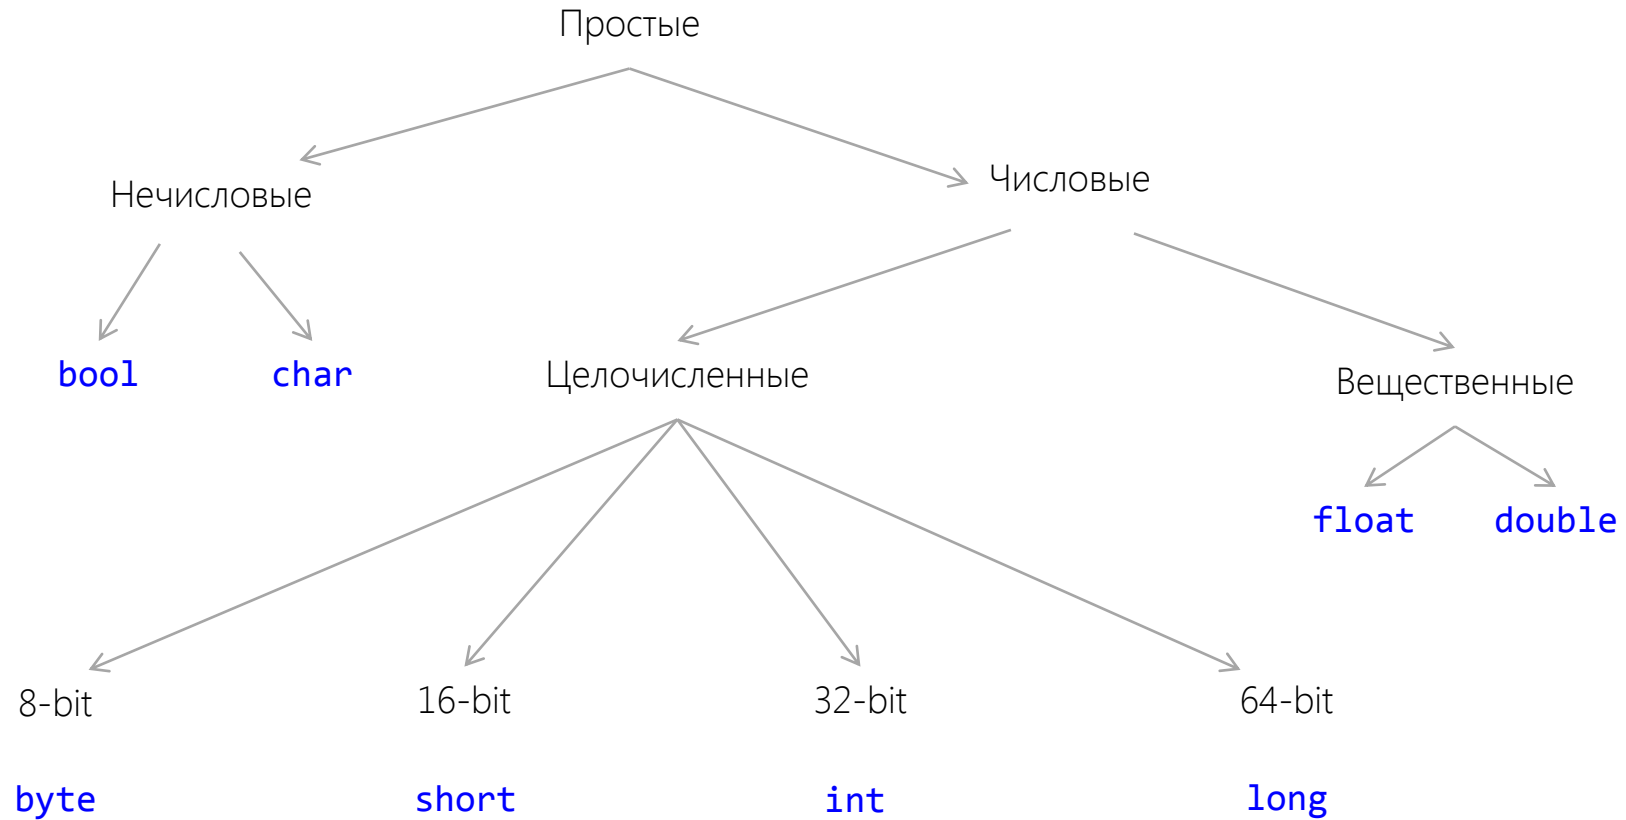 Простые
Нечисловые
Числовые
bool
char
Целочисленные
Вещественные
float
double
8-bit
16-bit
32-bit
64-bit
byte
short
int
long